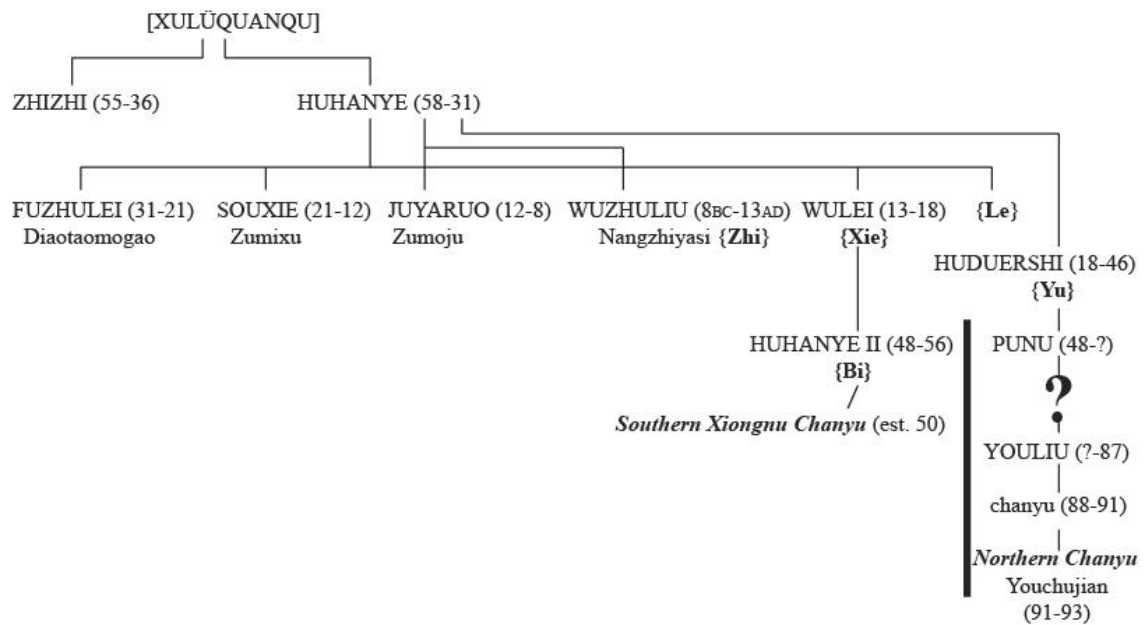 [XULÜQUANQU]
ZHIZHI (55-36) HUHANYE (58-31)
FUZHULEI (31-21) SOUXIE (21-12) JUYARUO (12-8) WUZHULIU (8BC-13AD) WULEI (13-18) {Le}
Diaotaomogao Zumixu Zumoju Nangzhiyasi {Zhi} {Xie}
HUDUERSHI (18-46)
{Yu}
HUHANYE II (48-56) PUNU (48-?)
{Bi}
?
Southern Xiongnu Chanyu (est. 50)
YOULIU (?-87)
chanyu (88-91)
Northern Chanyu
Youchujian
(91-93)